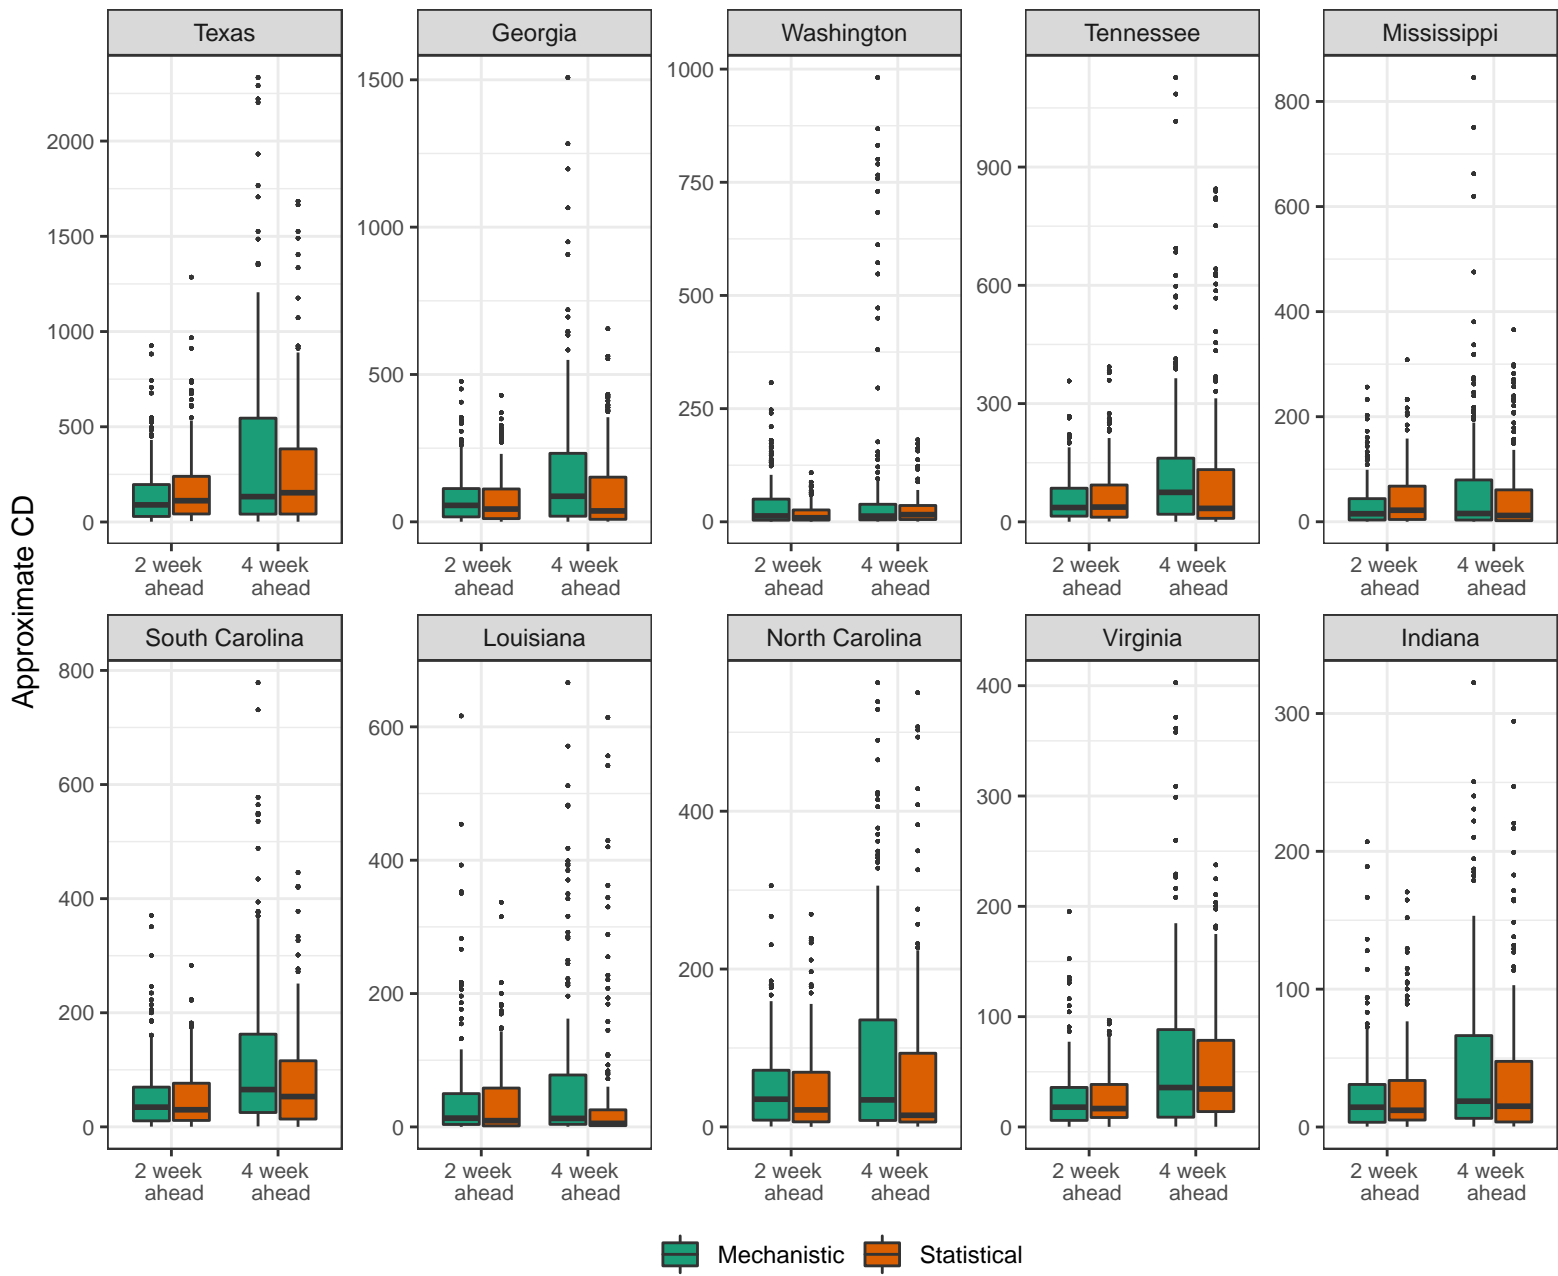 Texas
Georgia
Washington
Tennessee
Mississippi
2000
1500
1000
500
0
1500
1000
500
0
1000
750
500
250
0
900
600
300
0
800
600
400
200
0
2 week
ahead
4 week
ahead
2 week
ahead
4 week
ahead
2 week
ahead
4 week
ahead
2 week
ahead
4 week
ahead
2 week
ahead
4 week
ahead
Approximate CD
South Carolina
Louisiana
North Carolina
Virginia
Indiana
800
600
400
200
0
600
400
200
0
400
200
0
400
300
200
100
0
300
200
100
0
2 week
ahead
4 week
ahead
2 week
ahead
4 week
ahead
2 week
ahead
4 week
ahead
2 week
ahead
4 week
ahead
2 week
ahead
4 week
ahead
Mechanistic
Statistical